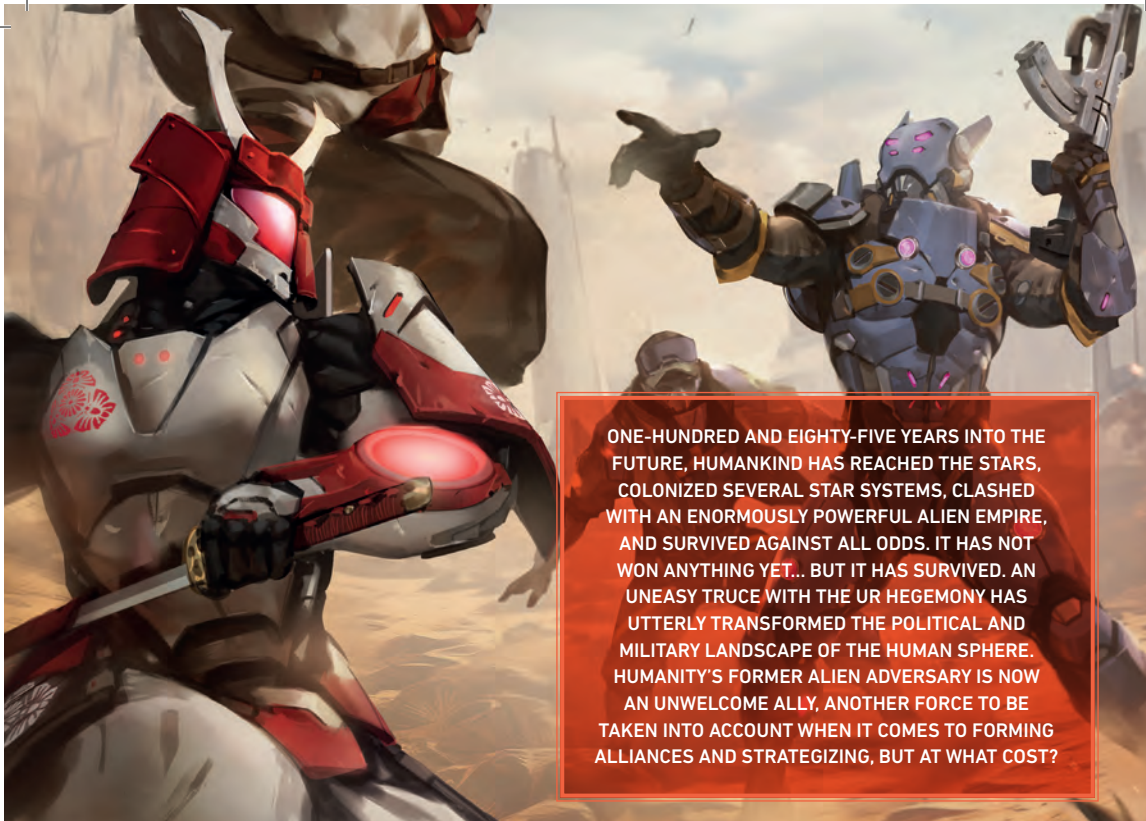 ONE-HUNDRED AND EIGHTY-FIVE YEARS INTO THE
FUTURE, HUMANKIND HAS REACHED THE STARS,
COLONIZED SEVERAL STAR SYSTEMS, CLASHED
WITH AN ENORMOUSLY POWERFUL ALIEN EMPIRE,
AND SURVIVED AGAINST ALL ODDS. IT HAS NOT
WON ANYTHING YET... BUT IT HAS SURVIVED. AN
UNEASY TRUCE WITH THE UR HEGEMONY HAS
UTTERLY TRANSFORMED THE POLITICAL AND
MILITARY LANDSCAPE OF THE HUMAN SPHERE.
HUMANITY'S FORMER ALIEN ADVERSARY IS NOW
AN UNWELCOME ALLY, ANOTHER FORCE TO BE
TAKEN INTO ACCOUNT WHEN IT COMES TO FORMING
ALLIANCES AND STRATEGIZING, BUT AT WHAT COST?